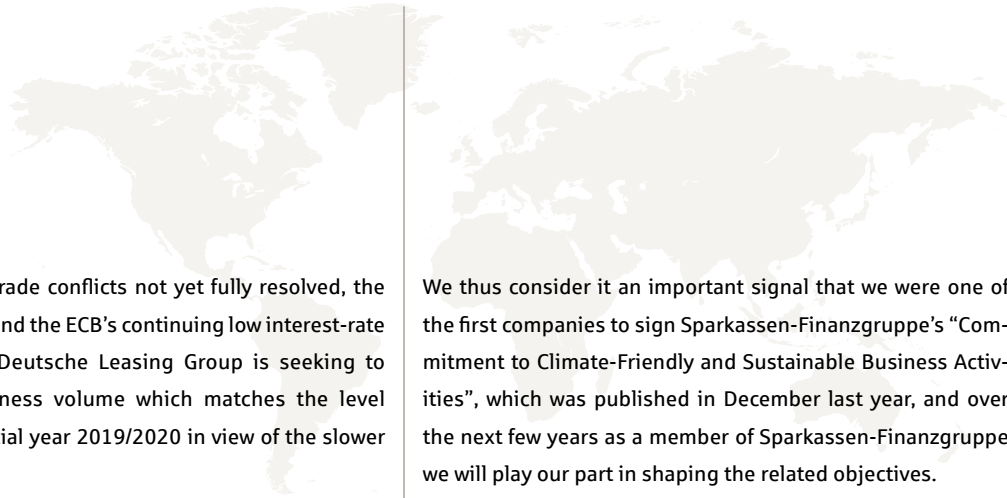 rade conflicts not yet fully resolved, the
nd the ECB's continuing low interest-rate
Deutsche Leasing Group is seeking to
ness volume which matches the level
ial year 2019/2020 in view of the slower
We thus consider it an important signal that we were one of
the first companies to sign Sparkassen-Finanzgruppe's “Com-
mitment to Climate-Friendly and Sustainable Business Activ-
ities”, which was published in December last year, and over
the next few years as a member of Sparkassen-Finanzgruppe
we will play our part in shaping the related objectives.